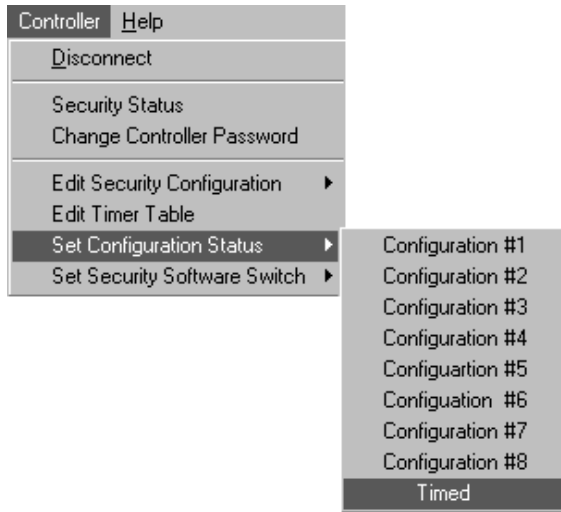 Controller Help
Disconnect
Security Status
Change Controller Password
Edit Security Configuration
Edit Timer Table
Set Configuration Status
Set Security Software Switch
Configuration #1
Configuration #2
Configuration #3
Configuration #4
Configuartion #5
Configuation #6
Configuration #7
Configuration #8
Timed